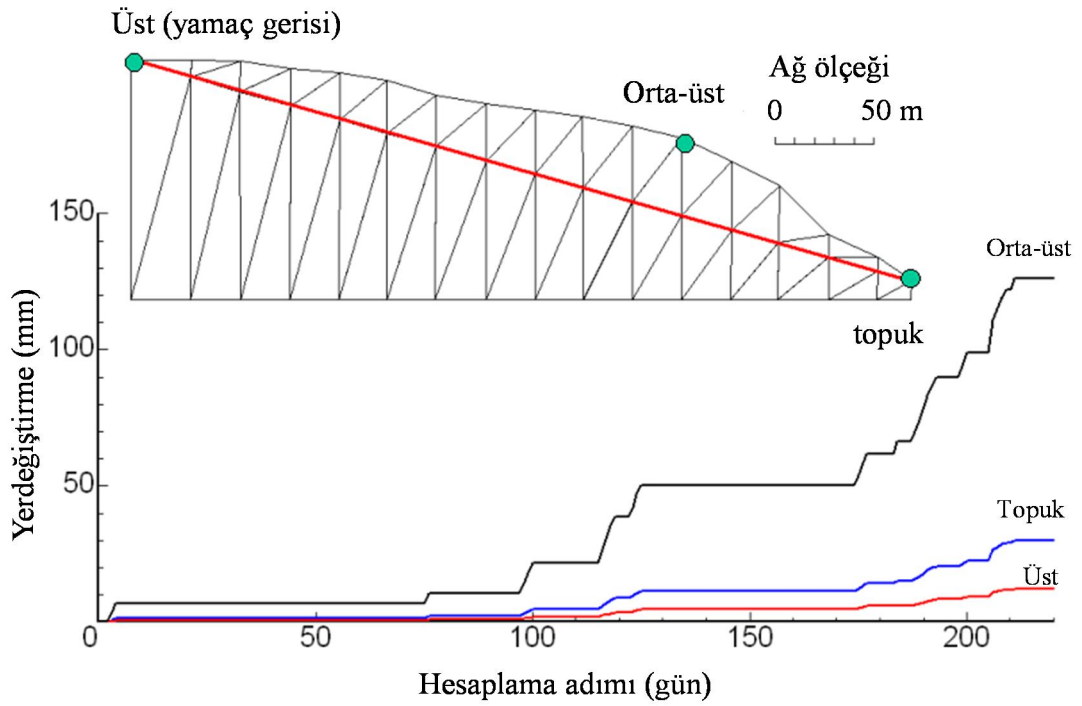 Üst (yamaç gerisi)
Orta-üst
Ağ ölçeği
0 50 m
topuk
Orta-üst
Topuk
Üst
150
100
50
0 50 100 150 200
Yerdeğiştirme (mm)
Hesaplama adımı (gün)